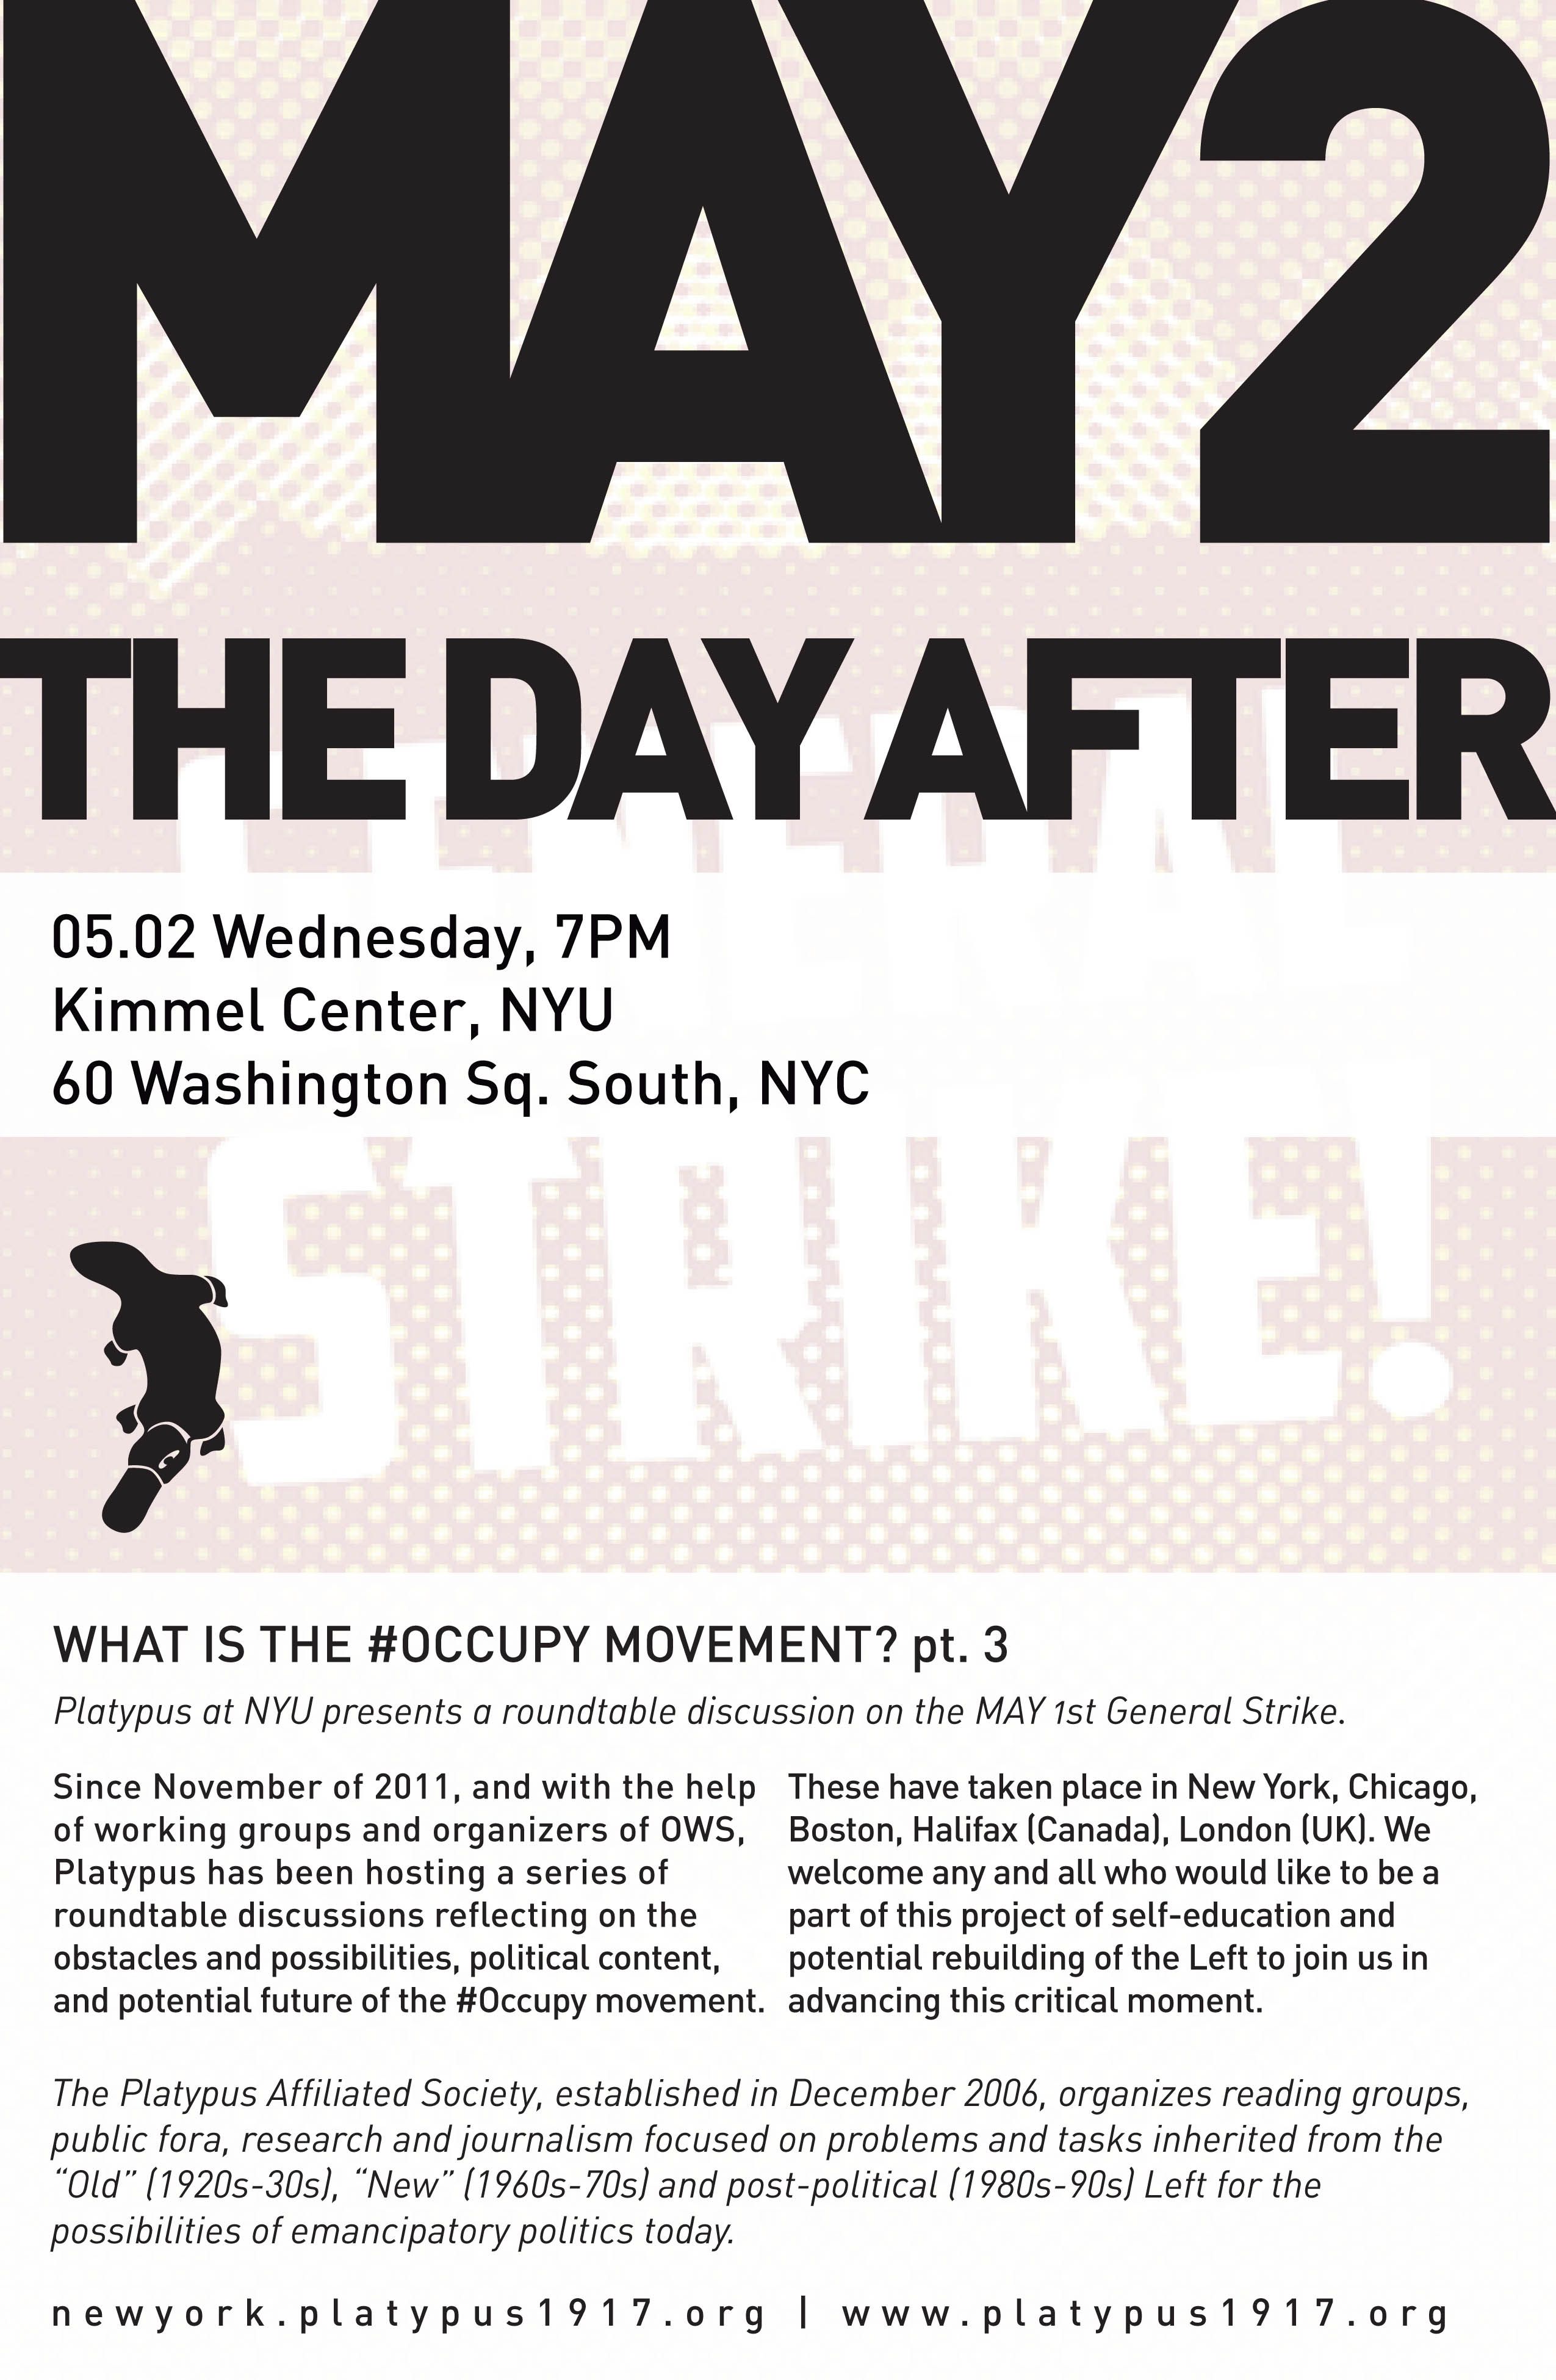 MAY2
THE DAY AFTER
GENERAL
05.02 Wednesday, 7PM
Kimmel Center, NYU
60 Washington Sq. South, NYC
STRIKE!
WHAT IS THE #OCCUPY MOVEMENT? pt. 3
Platypus at NYU presents a roundtable discussion on the MAY 1st General Strike.
Since November of 2011, and with the help
of working groups and organizers of OWS,
Platypus has been hosting a series of
roundtable discussions reflecting on the
obstacles and possibilities, political content,
and potential future of the #Occupy movement.
These have taken place in New York, Chicago,
Boston, Halifax (Canada), London (UK). We
welcome any and all who would like to be a
part of this project of self-education and
potential rebuilding of the Left to join us in
advancing this critical moment.
The Platypus Affiliated Society, established in December 2006, organizes reading groups,
public fora, research and journalism focused on problems and tasks inherited from the
“Old” (1920s-30s), “New” (1960s-70s) and post-political (1980s-90s) Left for the
possibilities of emancipatory politics today.
newyork.platypus1917.org | www.platypus1917.org